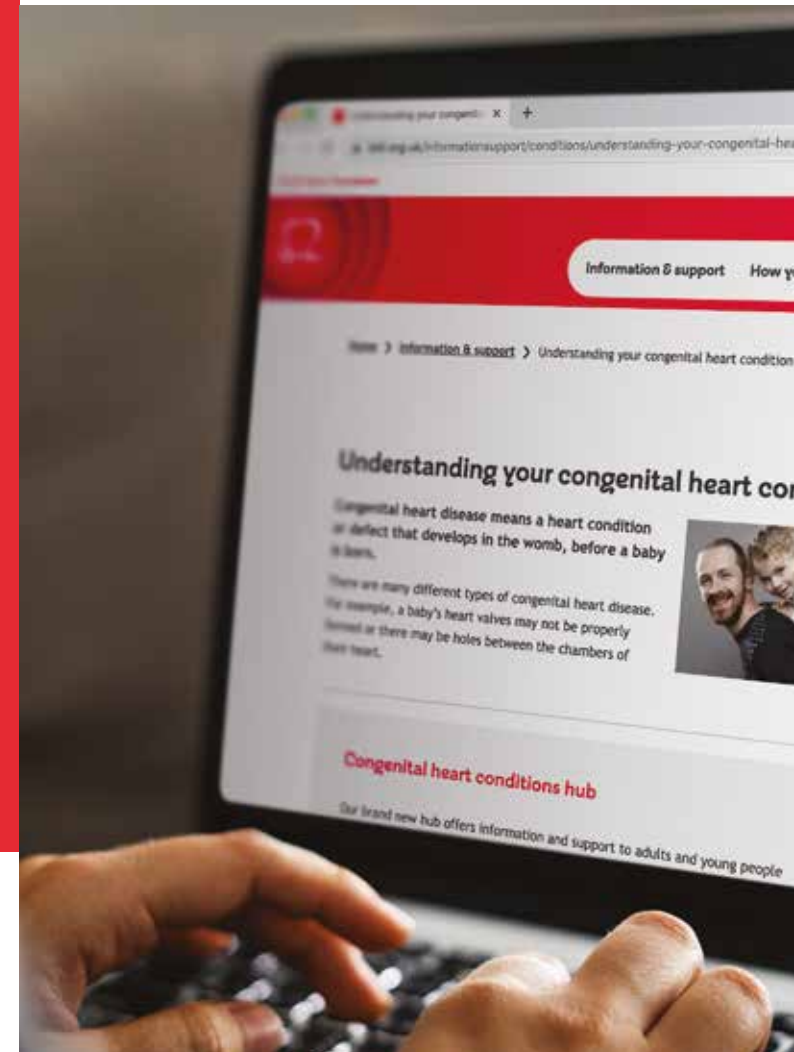 understanding your congenit x +
org.uk/informationsupport/conditions/understanding-your-congenital-hea
Information & support How yo
Home > Information & support > Understanding your congenital heart condition
Understanding your congenital heart con
Congenital heart disease means a heart condition
or defect that develops in the womb, before a baby
is born.
There are many different types of congenital heart disease.
For example, a baby's heart valves may not be properly
formed or there may be holes between the chambers of
their heart.
Congenital heart conditions hub
Our brand new hub offers information and support to adults and young people